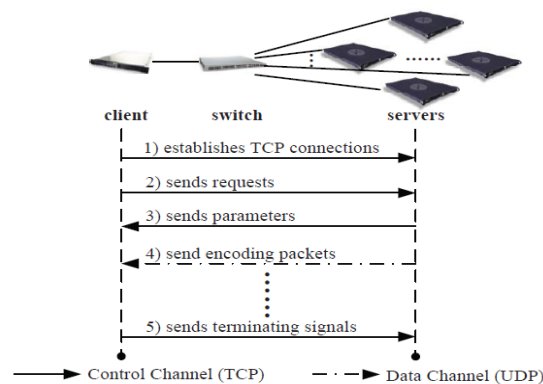 client
switch
servers
1) establishes TCP connections
2) sends requests
3) sends parameters
4) send encoding packets
5) sends terminating signals
Control Channel (TCP)
Data Channel (UDP)